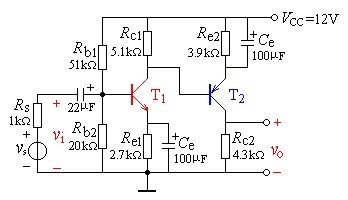 VCC=12V
Rb1
51kΩ
Rc1
5.1kΩ
Re2
3.9kΩ
Ce
100μF
T1
T2
Rs
1kΩ
22μF
vi
vs
Rb2
20kΩ
Re1
2.7kΩ
Ce
100μF
Rc2
4.3kΩ
vo